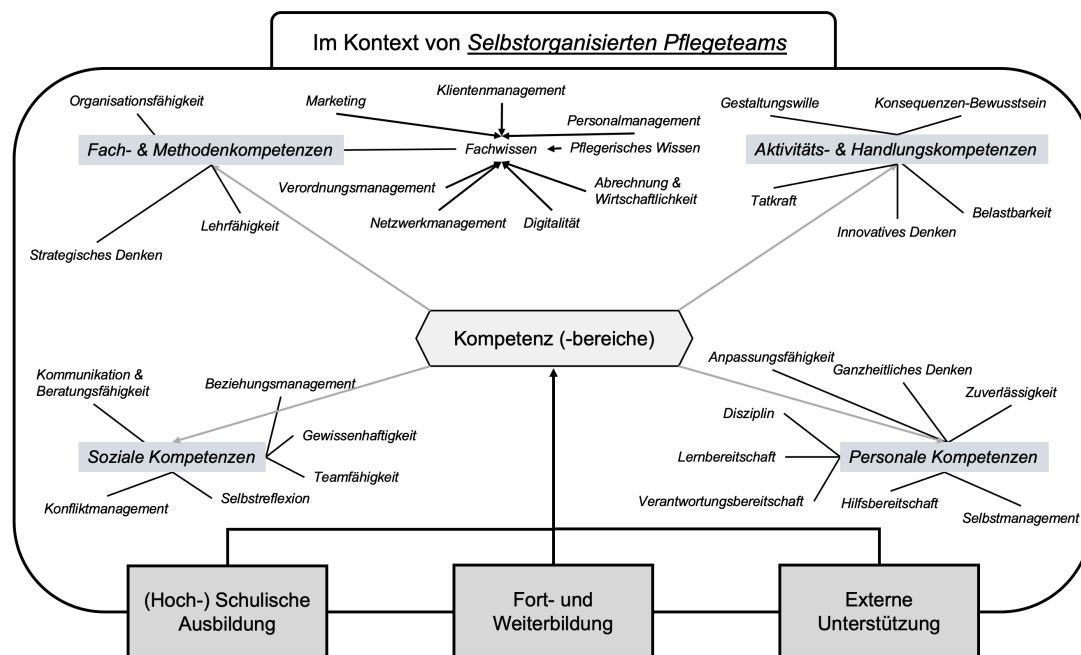 Im Kontext von Selbstorganisierten Pflegeteams
Organisationsfähigkeit
Marketing
Klientenmanagement
Personalmanagement
Gestaltungswille
Konsequenzen-Bewusstsein
Fach- & Methodenkompetenzen
Fachwissen
Pflegerisches Wissen
Aktivitäts- & Handlungskompetenzen
Verordnungsmanagement
Abrechnung &
Wirtschaftlichkeit
Netzwerkmanagement
Digitalität
Lehrfähigkeit
Strategisches Denken
Tatkraft
Innovatives Denken
Belastbarkeit
Kompetenz (-bereiche)
Kommunikation &
Beratungsfähigkeit
Beziehungsmanagement
Gewissenhaftigkeit
Soziale Kompetenzen
Teamfähigkeit
Selbstreflexion
Konfliktmanagement
Anpassungsfähigkeit
Ganzheitliches Denken
Zuverlässigkeit
Disziplin
Lernbereitschaft
Personale Kompetenzen
Verantwortungsbereitschaft
Hilfsbereitschaft
Selbstmanagement
(Hoch-) Schulische
Ausbildung
Fort- und
Weiterbildung
Externe
Unterstützung